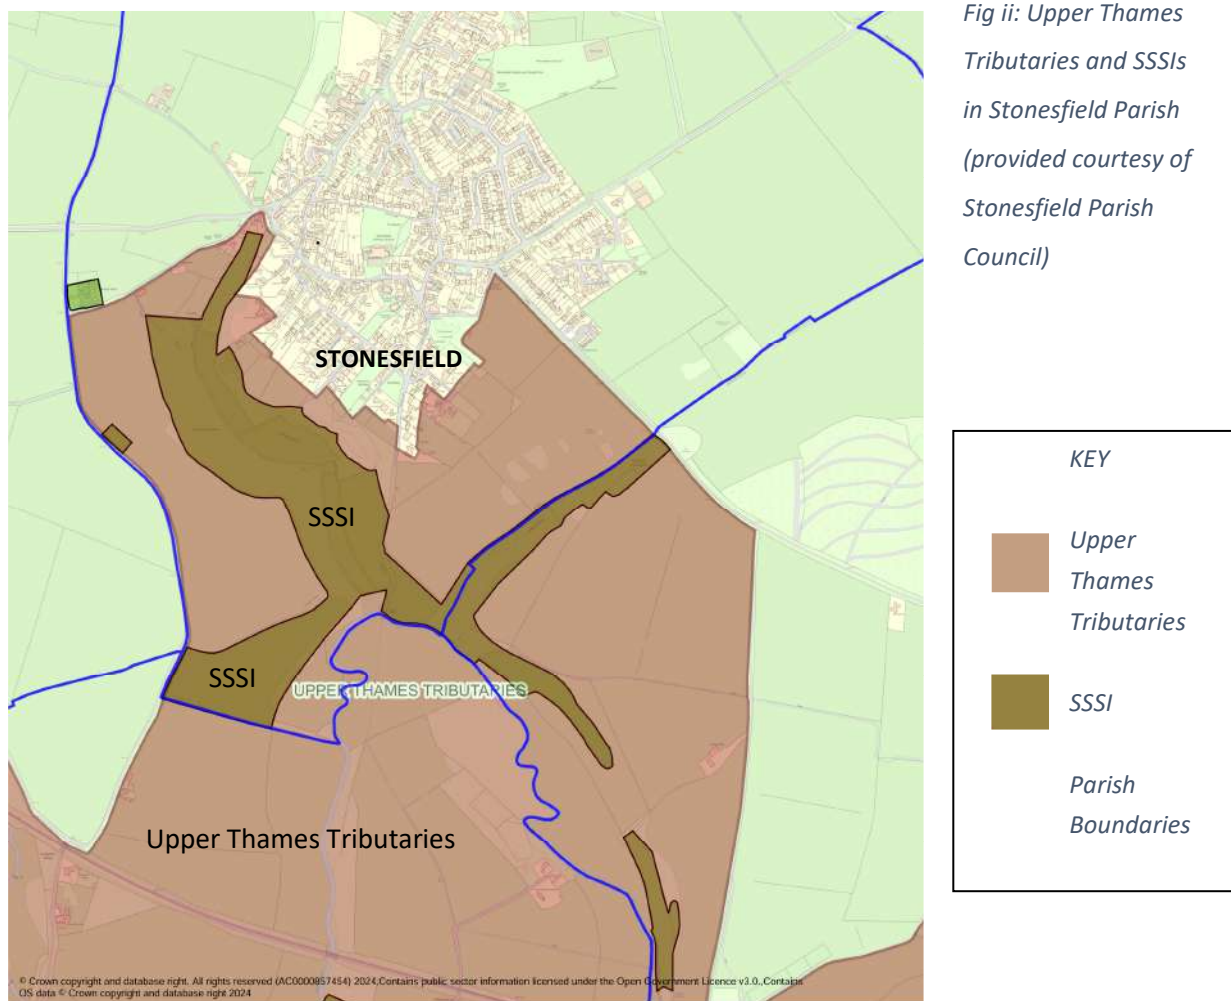 Fig ii: Upper Thames
Tributaries and SSSIs
in Stonesfield Parish
(provided courtesy of
Stonesfield Parish
Council)
STONESFIELD
SSSI
SSSI
UPPER THAMES TRIBUTARIES
Upper Thames Tributaries
KEY
Upper
Thames
Tributaries
SSSI
Parish
Boundaries
© Crown copyright and database right. All rights reserved (AC0000857454) 2024,Contains public sector information licensed under the Open Government Licence v3.0.,Contains
OS data © Crown copyright and database right 2024